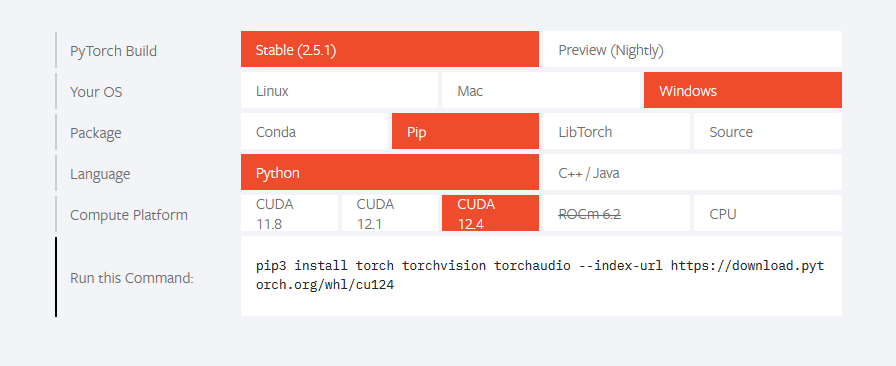 PyTorch Build
Stable (2.5.1)
Preview (Nightly)
Your OS
Linux
Mac
Windows
Package
Conda
Pip
LibTorch
Source
Language
Python
C++ / Java
Compute Platform
CUDA
11.8
CUDA
12.1
CUDA
12.4
ROCm 6.2
CPU
Run this Command:
pip3 install torch torchvision torchaudio --index-url https://download.pyt
orch.org/whl/cu124